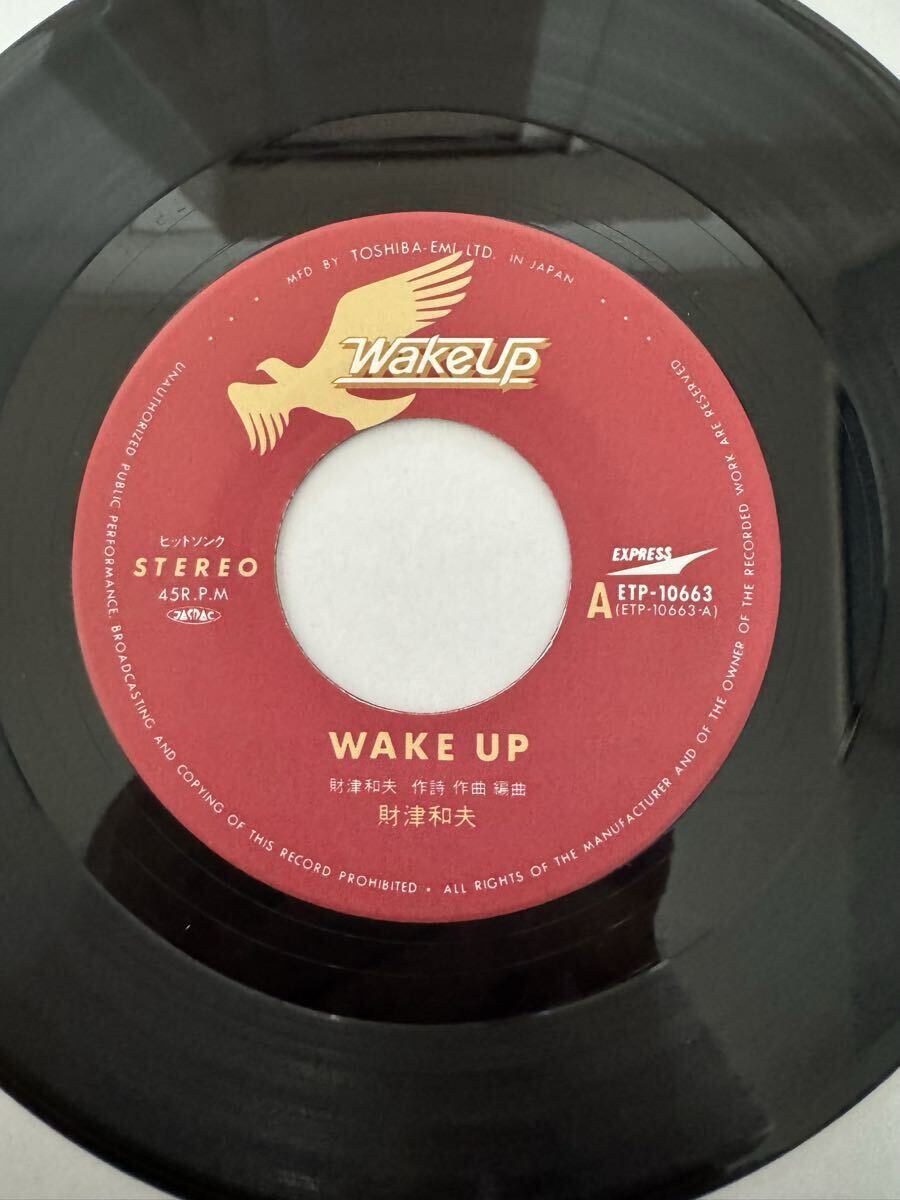 MFD BY TOSHIBA-EMI LTD. IN JAPAN
WakeUp
ヒットソング
STEREO
45R.P.M
JASRAC
EXPRESS
A ETP-10663
(ETP-10663-A)
WAKE UP
財津和夫 作詩 作曲 編曲
財津和夫
UNAUTHORIZED PUBLIC PERFORMANCE. BROADCASTING AND COPYING OF THIS RECORD PROHIBITED • ALL RIGHTS OF THE MANUFACTURER AND OF THE OWNER OF THE RECORDED WORK ARE RESERVED